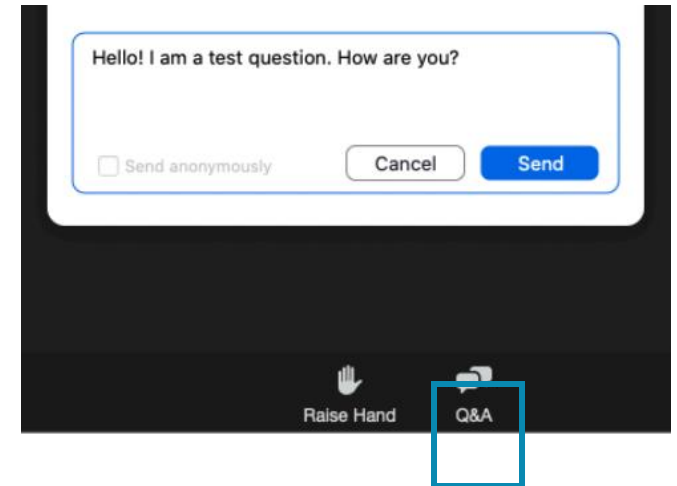 Hello! I am a test question. How are you?
Send anonymously
Cancel
Send
Raise Hand
Q&A